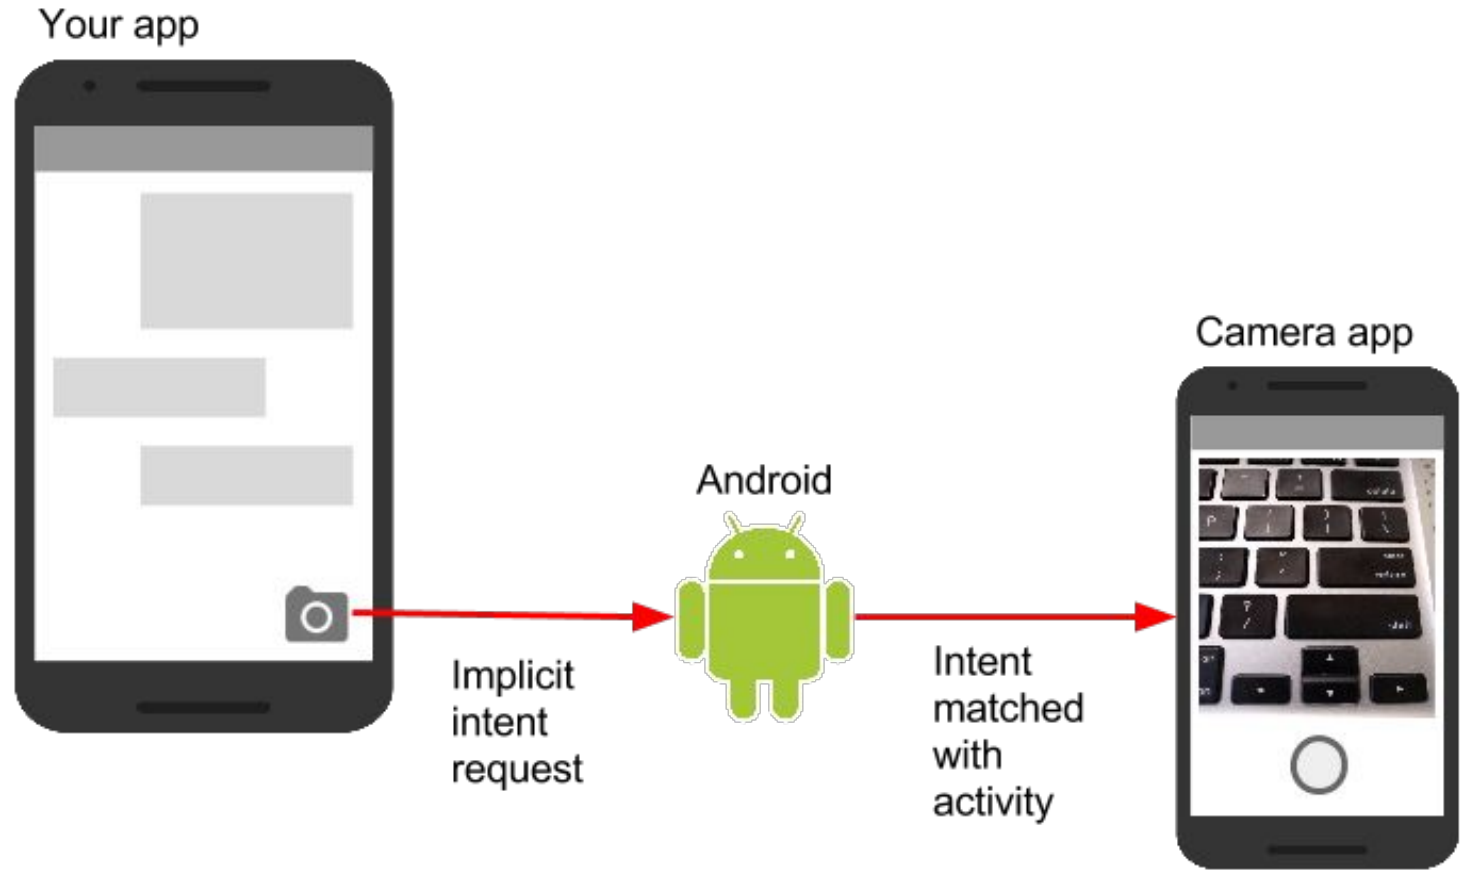 Your app
Camera app
Android
Implicit
intent
request
Intent
matched
with
activity
P